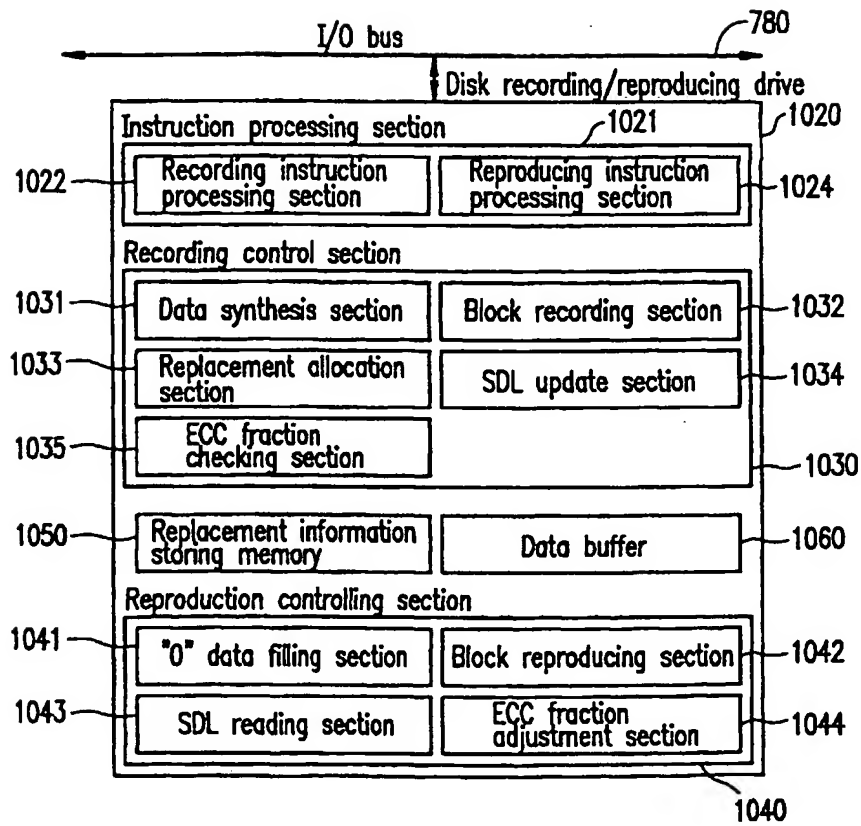 I/O bus
780
Disk recording/reproducing drive
1020
Instruction processing section
1021
1022
Recording instruction
processing section
Reproducing instruction
processing section
1024
Recording control section
1031
Data synthesis section
Block recording section
1032
1033
Replacement allocation
section
SDL update section
1034
1035
ECC fraction
checking section
1030
1050
Replacement information
storing memory
Data buffer
1060
Reproduction controlling section
1041
"0" data filling section
Block reproducing section
1042
1043
SDL reading section
ECC fraction
adjustment section
1044
1040